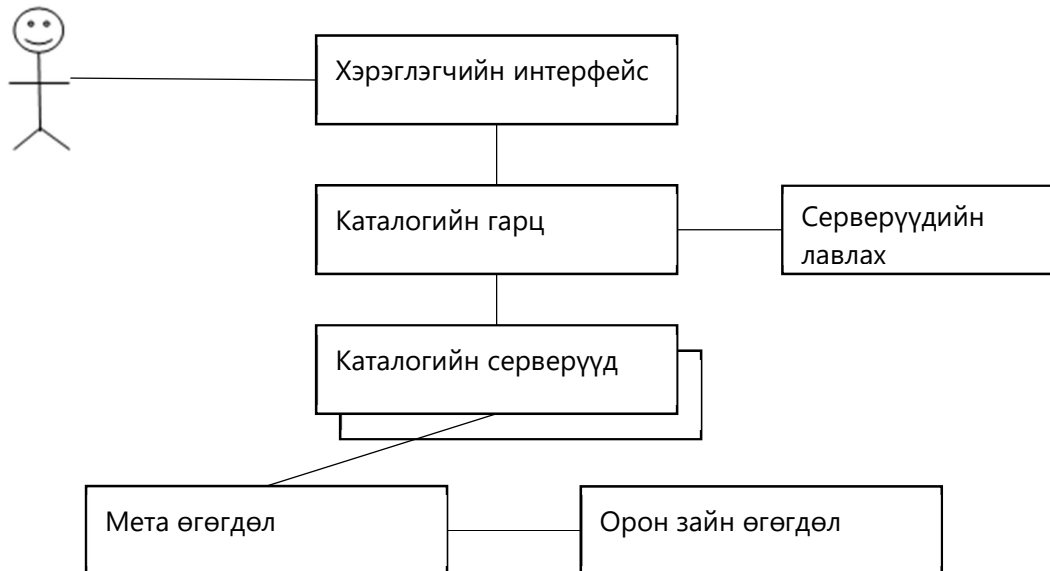 Хэрэглэгчийн интерфейс
Каталогийн гарц
Серверүүдийн
лавлах
Каталогийн серверүүд
Мета өгөгдөл
Орон зайн өгөгдөл